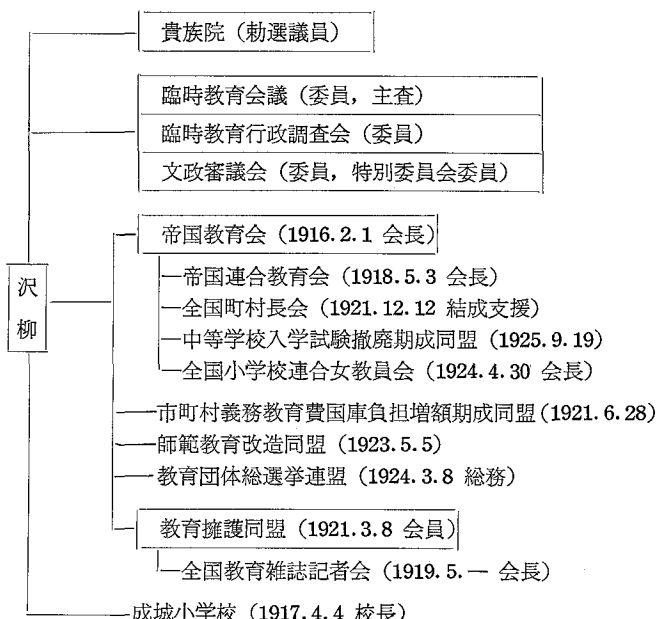 貴族院（勅選議員）
臨時教育会議（委員，主査）
臨時教育行政調査会（委員）
文政審議会（委員，特別委員会委員）
帝国教育会（1916.2.1 会長）
帝国連合教育会（1918.5.3 会長）
沢柳
全国町村長会（1921.12.12 結成支援）
中等学校入学試験撤廃期成同盟（1925.9.19）
全国小学校連合女教員会（1924.4.30 会長）
市町村義務教育費国庫負担増額期成同盟（1921.6.28）
師範教育改造同盟（1923.5.5）
教育団体総選挙連盟（1924.3.8 総務）
教育擁護同盟（1921.3.8 会員）
全国教育雑誌記者会（1919.5.― 会長）
成城小学校（1917.4.4 校長）